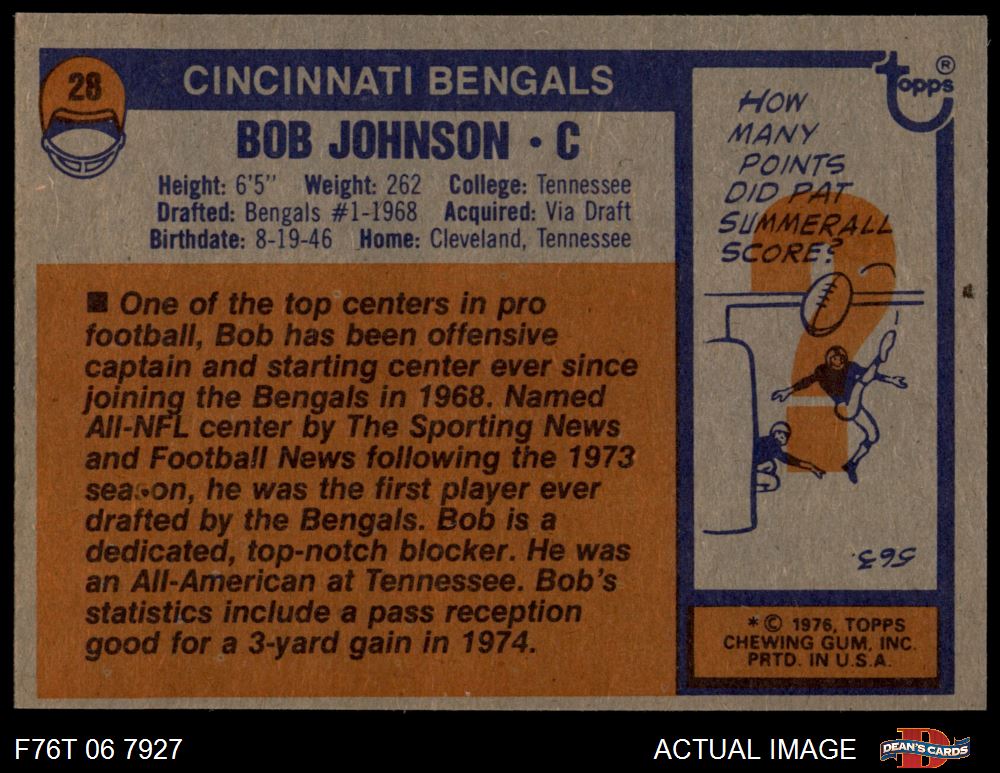 28
CINCINNATI BENGALS
BOB JOHNSON · C
Height: 6'5" Weight: 262 College: Tennessee
Drafted: Bengals #1-1968 Acquired: Via Draft
Birthdate: 8-19-46 Home: Cleveland, Tennessee
■ One of the top centers in pro
football, Bob has been offensive
captain and starting center ever since
joining the Bengals in 1968. Named
All-NFL center by The Sporting News
and Football News following the 1973
season, he was the first player ever
drafted by the Bengals. Bob is a
dedicated, top-notch blocker. He was
an All-American at Tennessee. Bob's
statistics include a pass reception
good for a 3-yard gain in 1974.
topps ®
HOW
MANY
POINTS
DID PAT
SUMMERALL
SCORE?
?
563
* © 1976, TOPPS
CHEWING GUM, INC.
PRTD. IN U.S.A.
F76T 06 7927
ACTUAL IMAGE
DEAN'S CARDS